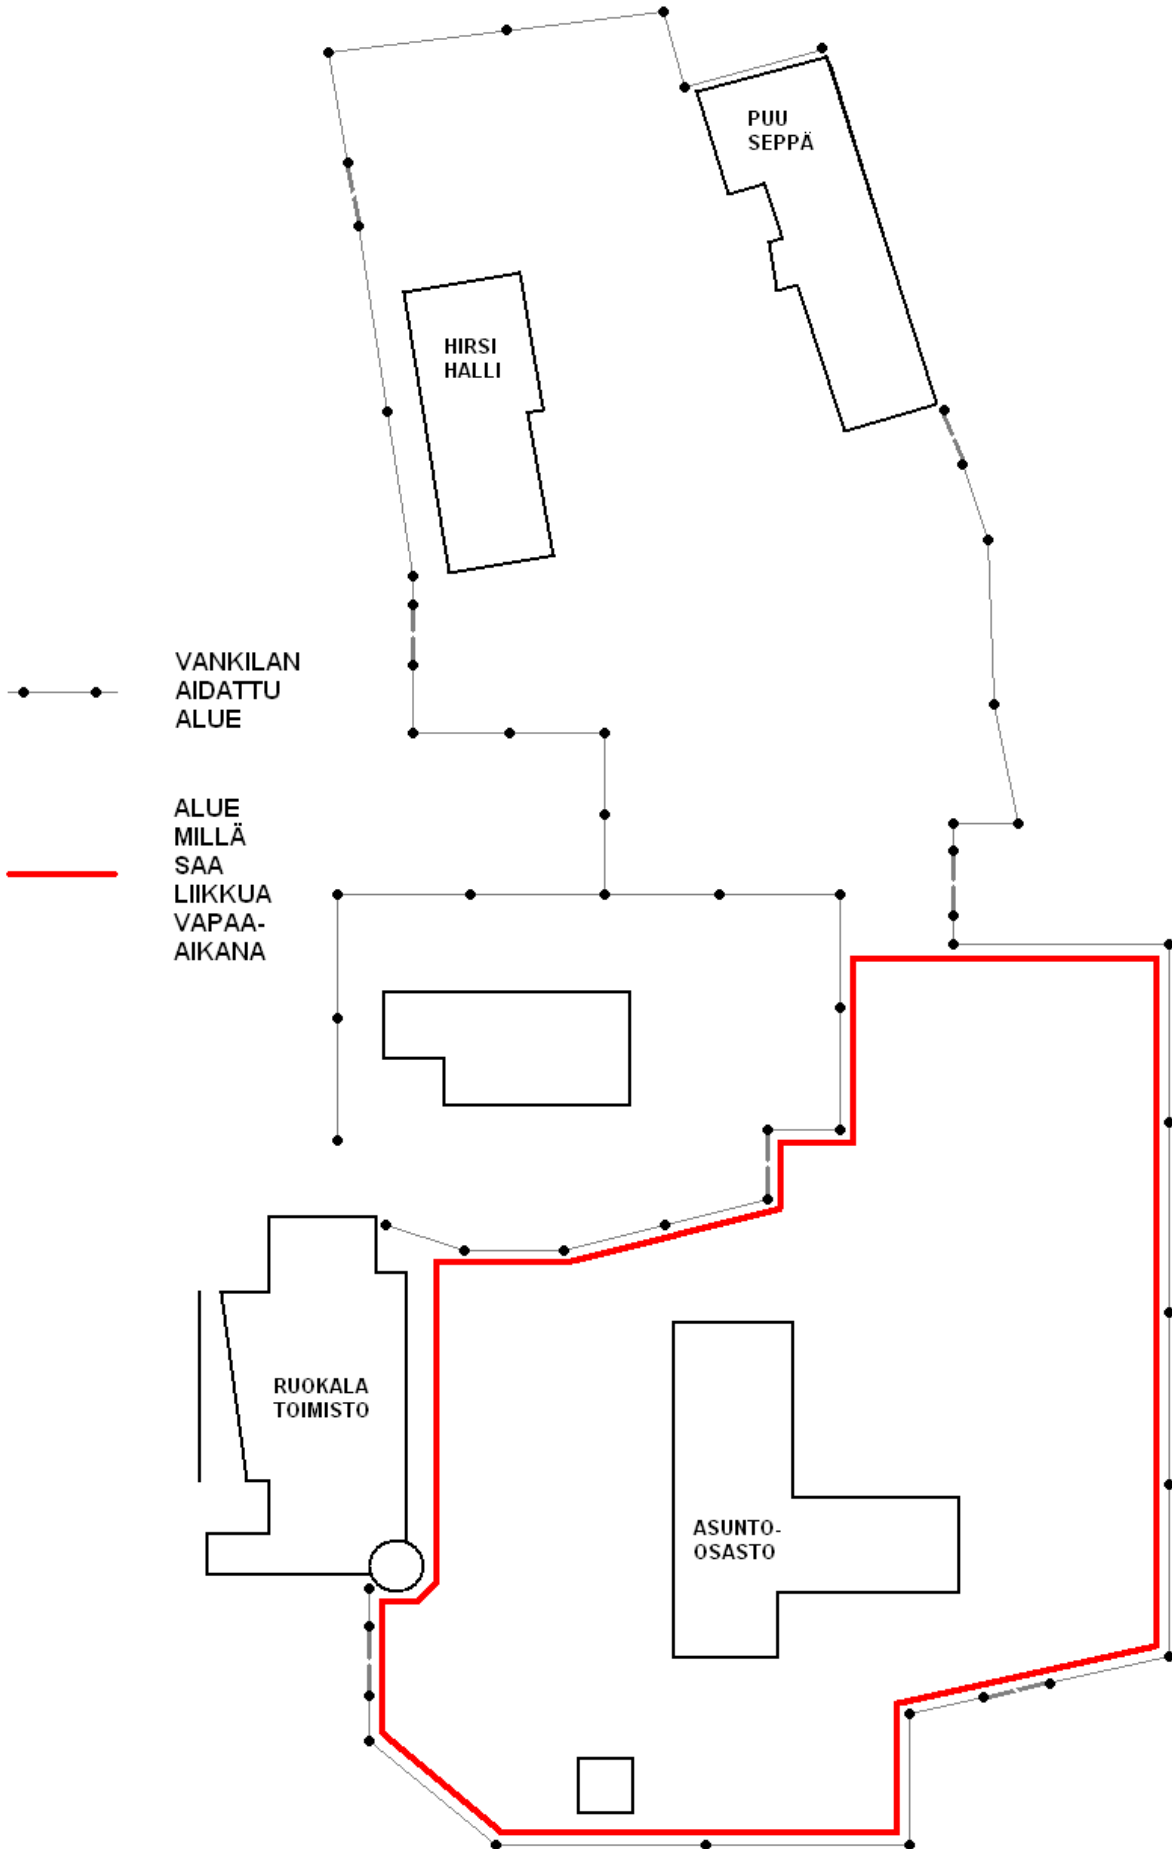 PUU
SEPPÄ
HIRSI
HALLI
VANKILAN
AIDATTU
ALUE
ALUE
MILLÄ
SAA
LIIKKUA
VAPAA-
AIKANA
RUOKALA
TOIMISTO
ASUNTO-
OSASTO